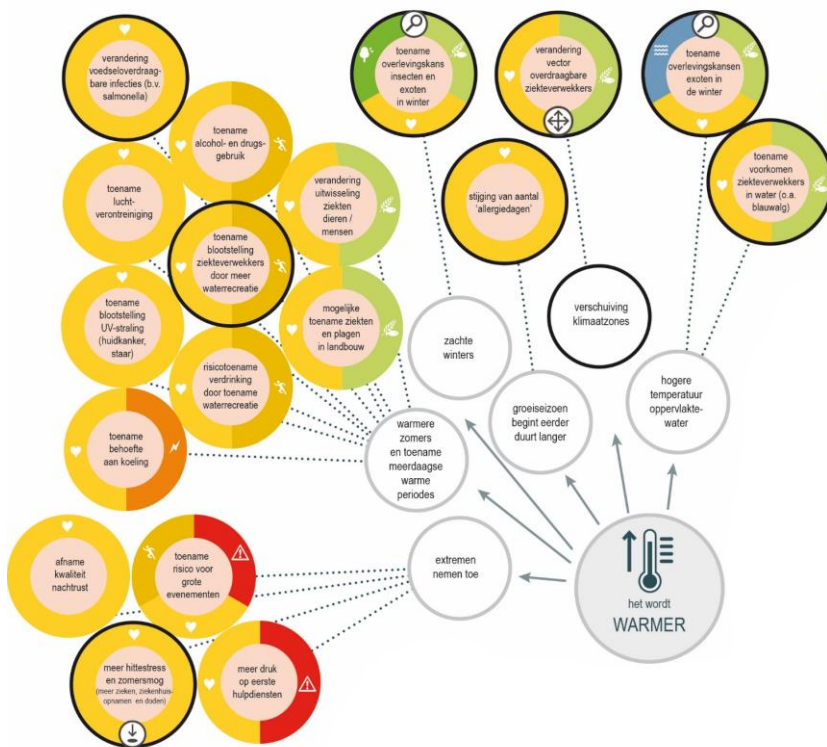 verandering
voedseloverdraag-
bare infecties (b.v.
salmonella)
toename
alcohol- en drugs-
gebruik
toename
lucht-
verontreiniging
verandering
uitwisseling
ziekten
dieren /
mensen
toename
blootstelling
ziekteverwekkers
door meer
waterrecreatie
toename
blootstelling
UV-straling
(huidkanker,
staar)
mogelijke
toename ziekten
en plagen
in landbouw
risicotoename
verdrinking
door toename
waterrecreatie
toename
behoefte
aan koeling
toename
overlevingskans
insecten en
exoten
in winter
verandering
vector
overdraagbare
ziekteverwekkers
toename
overlevingskansen
exoten in
de winter
stijging van aantal
'allergiedagen'
toename
voorkomen
ziekteverwekkers
in water (o.a.
blauwalg)
zachte
winters
verschuiving
klimaatzones
groeiseizoen
begint eerder
duurt langer
hogere
temperatuur
oppervlakte-
water
warmere
zomers
en toename
meerdaagse
warme
periodes
extremen
nemen toe
het wordt
WARMER
afname
kwaliteit
nachtrust
toename
risico voor
grote
evenementen
meer hittestress
en zomersmog
(meer zieken, ziekenhuis-
opnamen en doden)
meer druk
op eerste
hulpdiensten